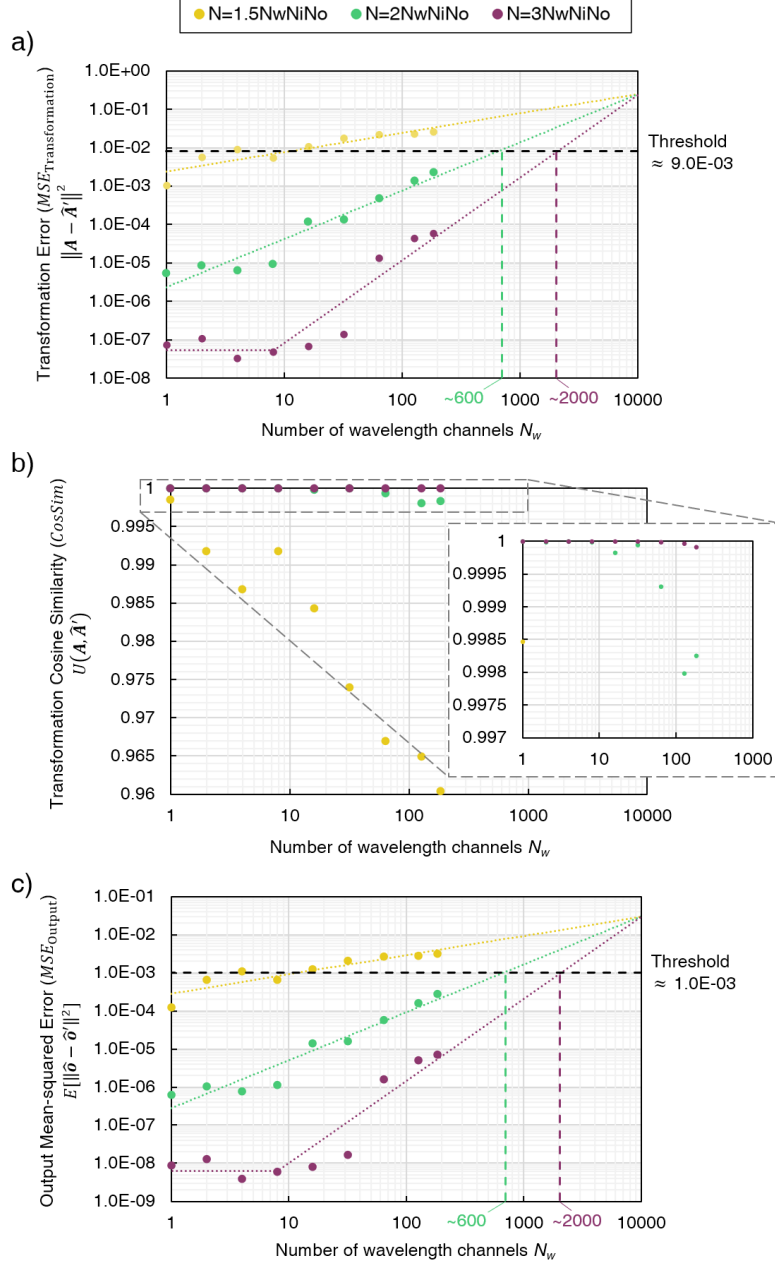 N=1.5NwNiNo N=2NwNiNo N=3NwNiNo
a)
Transformation Error (MSE_Transformation)
‖A − Â′‖²
1.0E+00
1.0E-01
1.0E-02
1.0E-03
1.0E-04
1.0E-05
1.0E-06
1.0E-07
1.0E-08
Threshold
≈ 9.0E-03
1 10 100 ~600 1000 ~2000 10000
Number of wavelength channels N_w
b)
Transformation Cosine Similarity (CosSim)
U(A, Â′)
1
0.995
0.99
0.985
0.98
0.975
0.97
0.965
0.96
1 10 100 1000 10000
1
0.9995
0.999
0.9985
0.998
0.9975
0.997
1 10 100 1000
Number of wavelength channels N_w
c)
Output Mean-squared Error (MSE_Output)
E[‖ô − ô′‖²]
1.0E-01
1.0E-02
1.0E-03
1.0E-04
1.0E-05
1.0E-06
1.0E-07
1.0E-08
1.0E-09
Threshold
≈ 1.0E-03
1 10 100 ~600 1000 ~2000 10000
Number of wavelength channels N_w